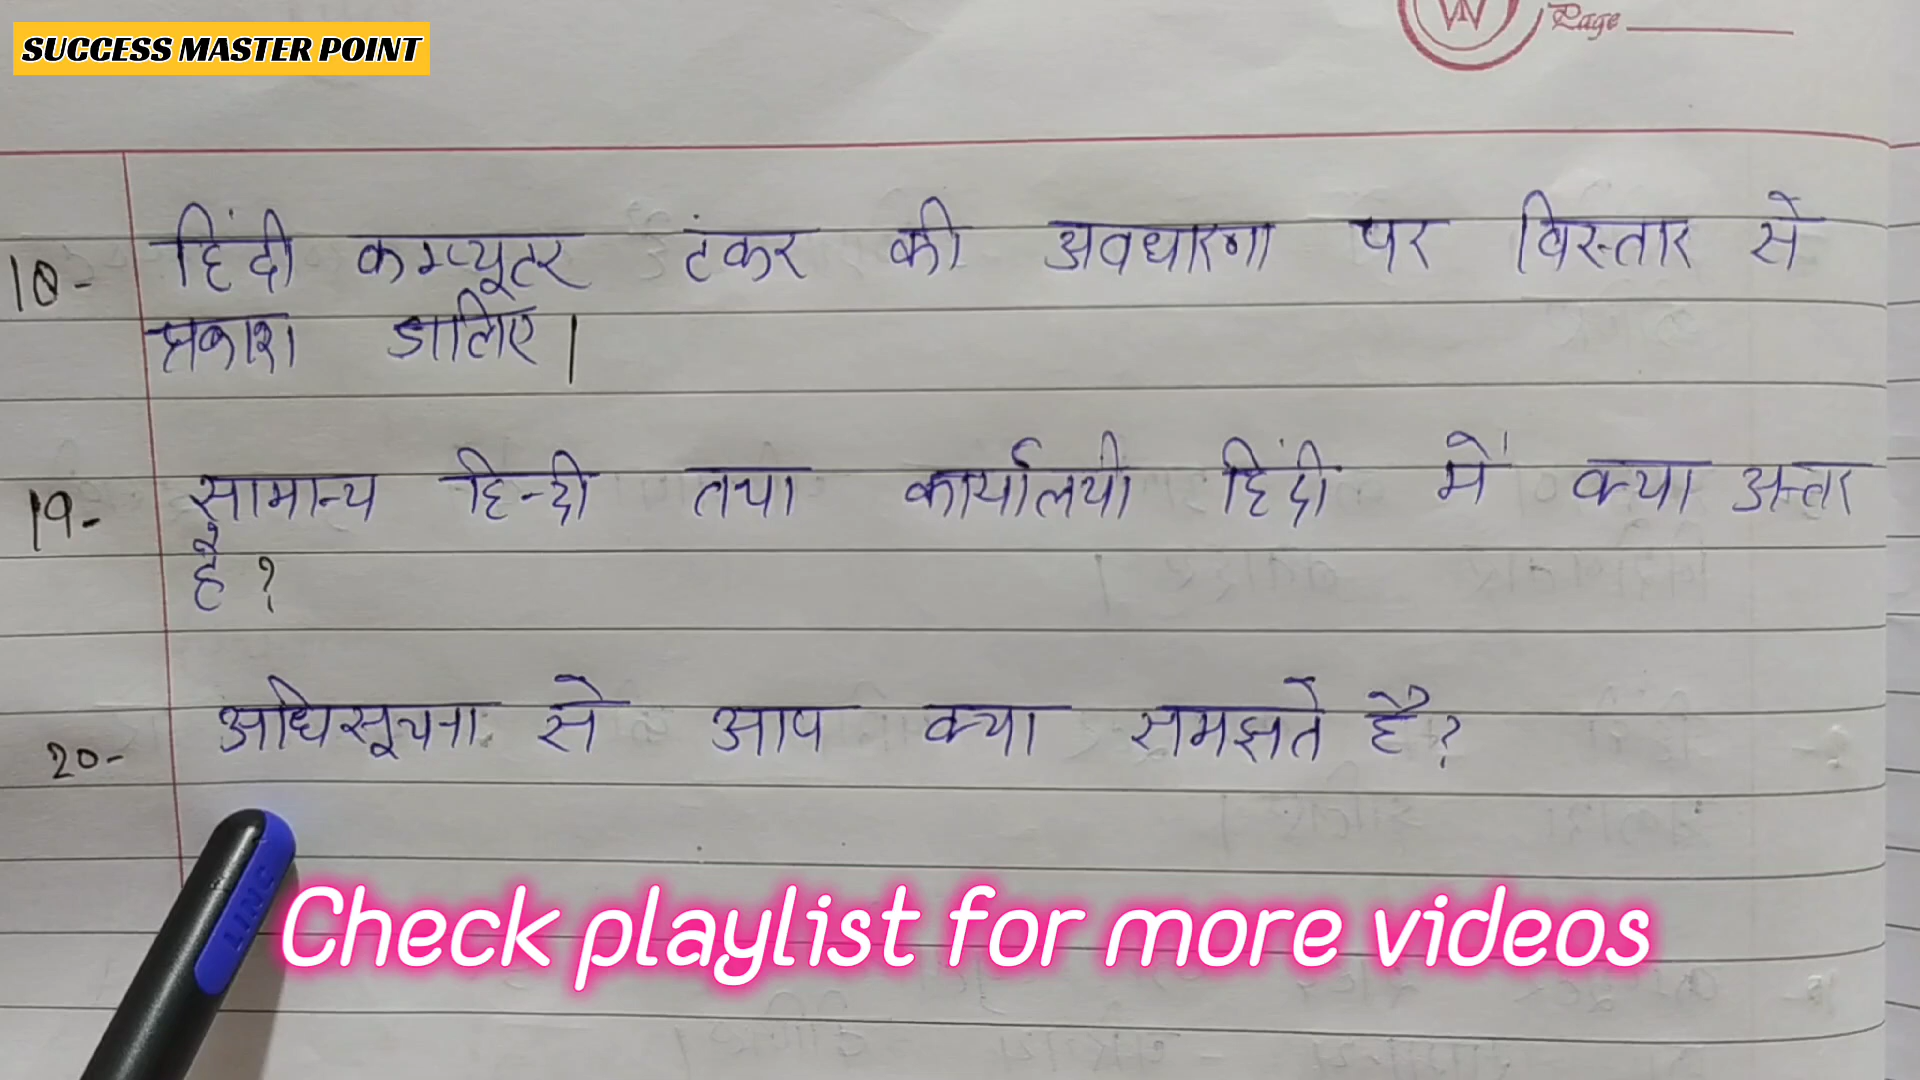 SUCCESS MASTER POINT
Page
18- हिंदी कम्प्यूटर टंकर की अवधारणा पर विस्तार से
प्रकाश डालिए।
19- सामान्य हिन्दी तथा कार्यालयी हिंदी में क्या अन्तर
है?
20- अधिसूचना से आप क्या समझते है?
LINC
Check playlist for more videos